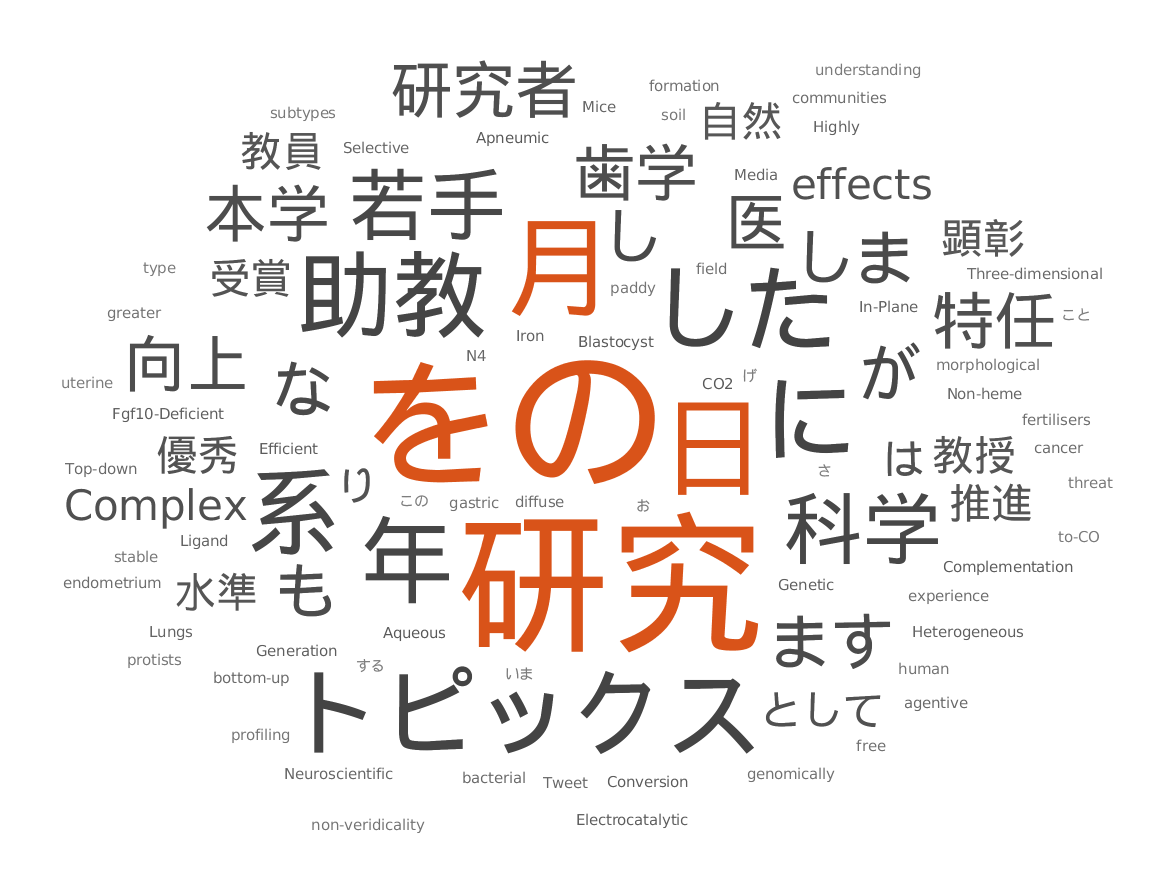 understanding
研究者
formation
communities
Mice
subtypes
soil
自然
Highly
Apneumic
教員
Selective
歯学
Media
effects
本学
若手
医
月
し
しま
顕彰
type
受賞
助教
field
Three-dimensional
paddy
した
In-Plane
特任
こと
greater
Iron
Blastocyst
N4
向上
な
が
morphological
uterine
CO2
げ
Non-heme
Fgf10-Deficient
を
の
日
に
fertilisers
優秀
Efficient
は
教授
cancer
Top-down
り
さ
threat
Complex
系
この
gastric
diffuse
お
科学
推進
Ligand
年
研究
to-CO
stable
Complementation
endometrium
水準
も
Genetic
experience
Lungs
Aqueous
ます
Heterogeneous
protists
Generation
する
いま
human
bottom-up
トピックス
として
agentive
profiling
free
Neuroscientific
bacterial
Tweet
Conversion
genomically
non-veridicality
Electrocatalytic